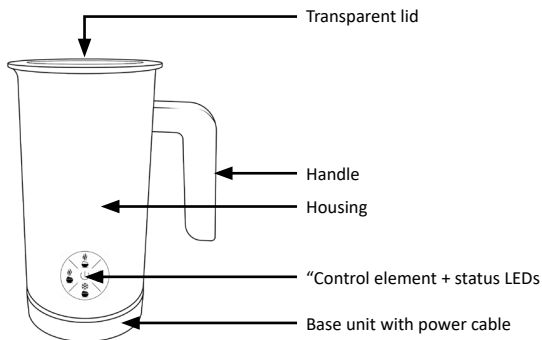 Transparent lid
Handle
Housing
“Control element + status LEDs
Base unit with power cable